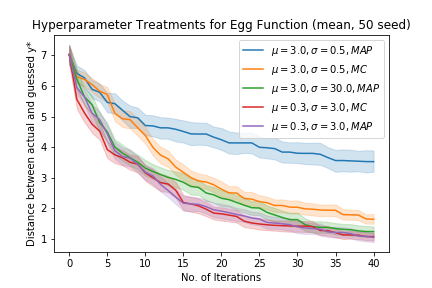 Hyperparameter Treatments for Egg Function (mean, 50 seed)
μ = 3.0, σ = 0.5, MAP
μ = 3.0, σ = 0.5, MC
μ = 3.0, σ = 30.0, MAP
μ = 0.3, σ = 3.0, MC
μ = 0.3, σ = 3.0, MAP
Distance between actual and guessed y*
7
6
5
4
3
2
1
0 5 10 15 20 25 30 35 40
No. of Iterations